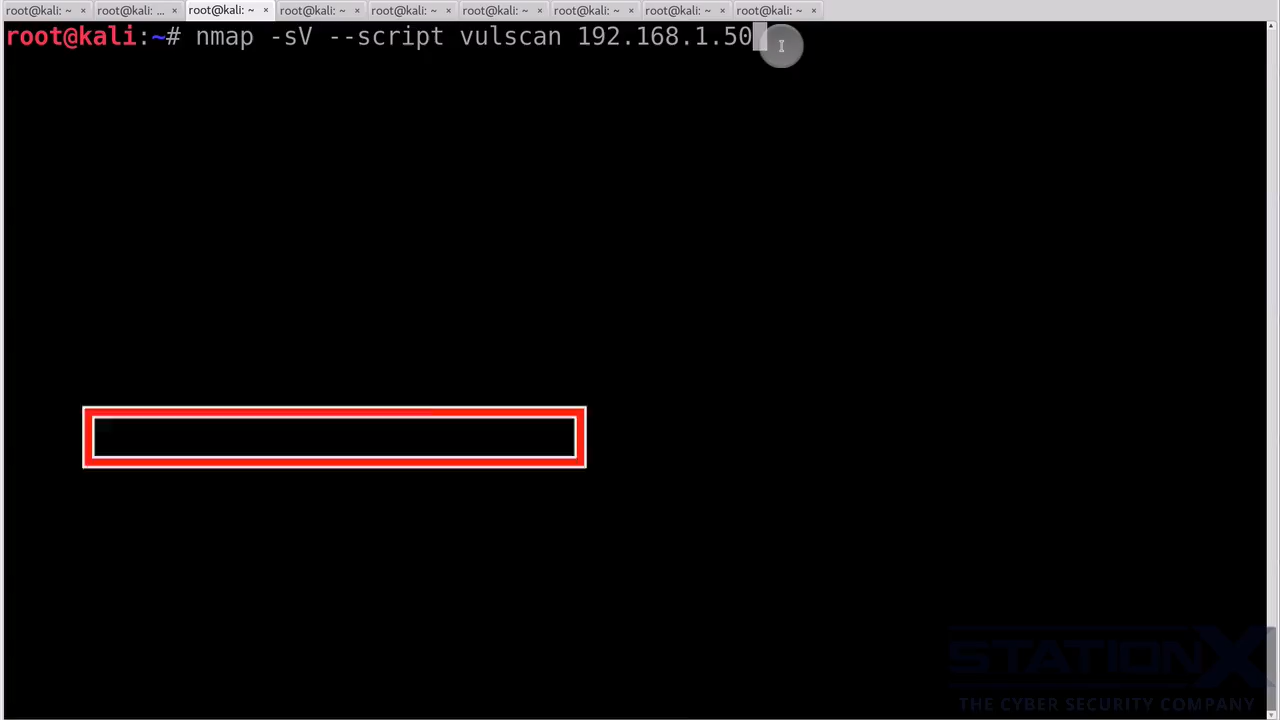 root@kali: ~ × root@kali: ... × root@kali: ~ × root@kali: ~ × root@kali: ~ × root@kali: ~ × root@kali: ~ × root@kali: ~ × root@kali: ~ ×
root@kali:~# nmap -sV --script vulscan 192.168.1.50
STATIONX
THE CYBER SECURITY COMPANY